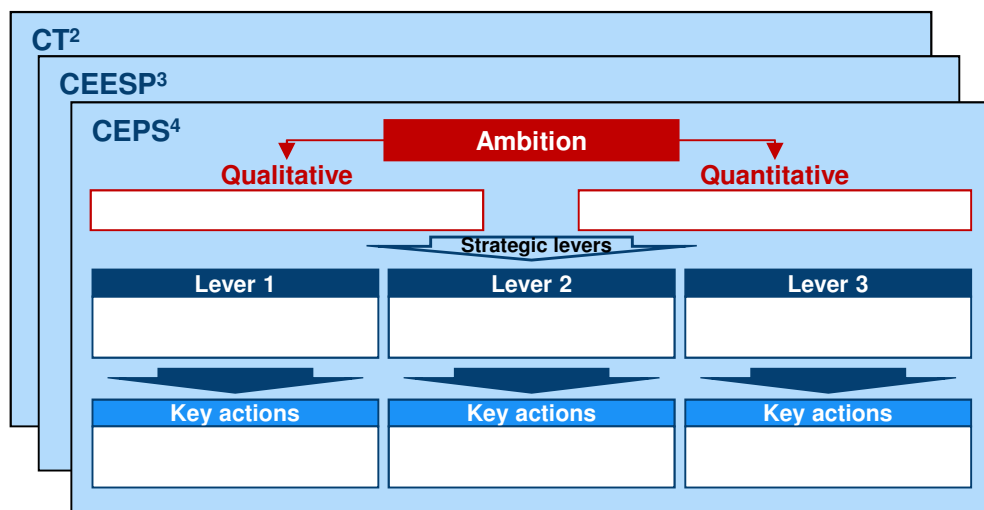 CT²
CEESP³
CEPS⁴
Ambition
Qualitative
Quantitative
Strategic levers
Lever 1
Lever 2
Lever 3
Key actions
Key actions
Key actions